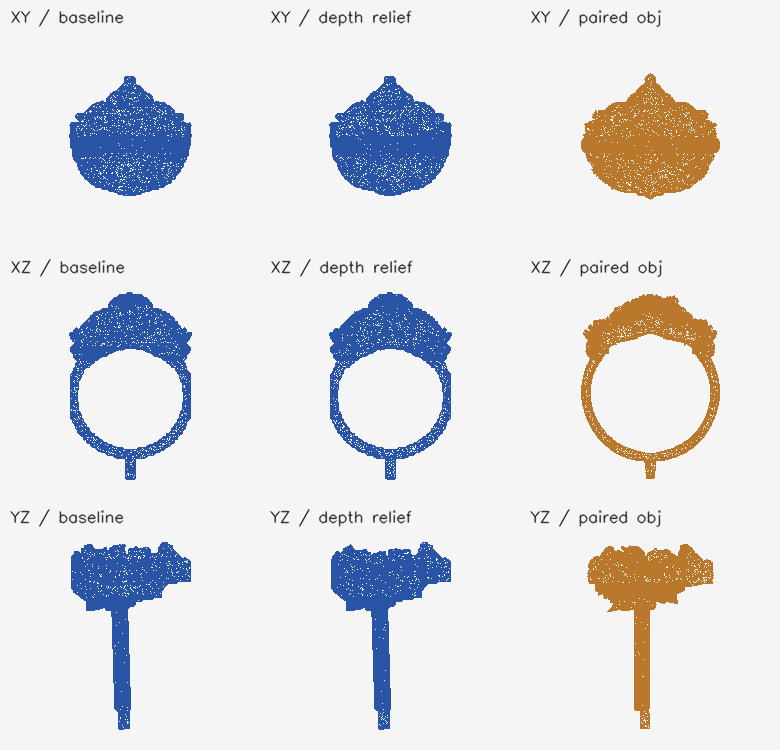 XY / baseline
XY / depth relief
XY / paired obj
XZ / baseline
XZ / depth relief
XZ / paired obj
YZ / baseline
YZ / depth relief
YZ / paired obj